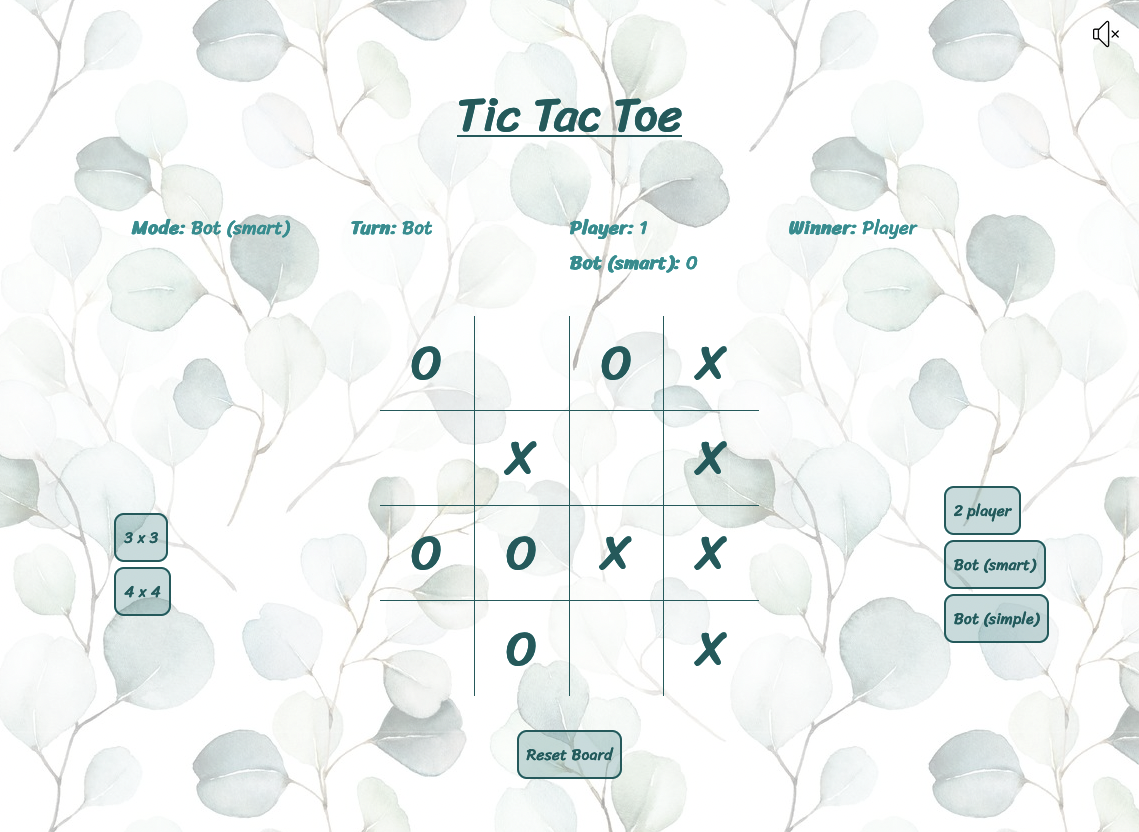 Tic Tac Toe
Mode: Bot (smart)
Turn: Bot
Player: 1
Bot (smart): 0
Winner: Player
O O X
X X
O O X X
O X
3 x 3
4 x 4
2 player
Bot (smart)
Bot (simple)
Reset Board